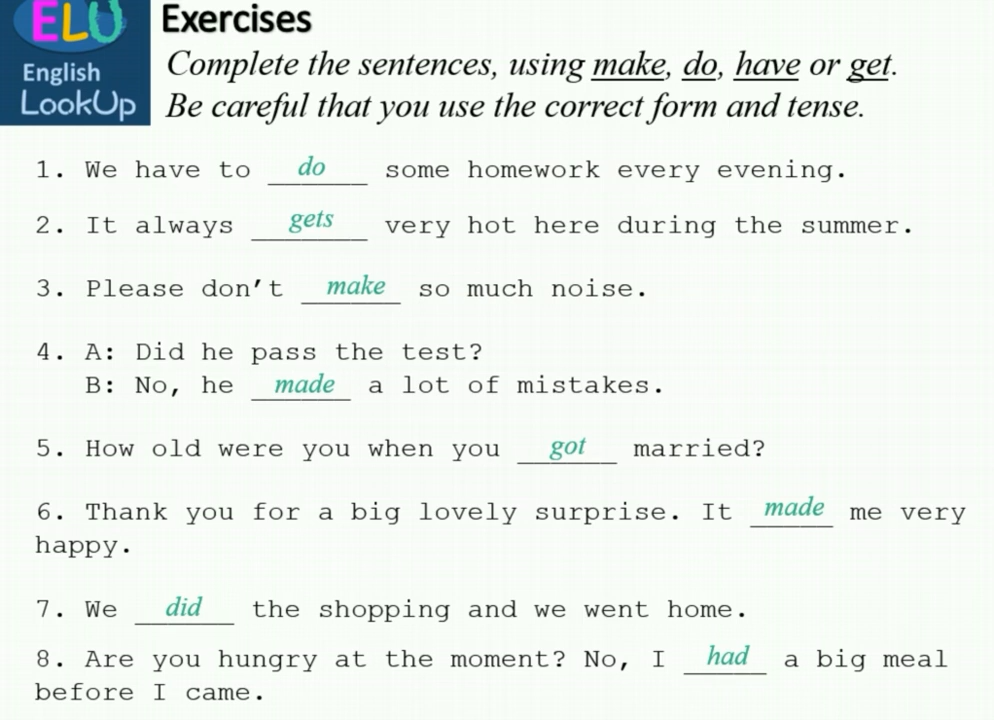 ELU
English
LookUp
Exercises
Complete the sentences, using make, do, have or get.
Be careful that you use the correct form and tense.
1. We have to do some homework every evening.
2. It always gets very hot here during the summer.
3. Please don't make so much noise.
4. A: Did he pass the test?
B: No, he made a lot of mistakes.
5. How old were you when you got married?
6. Thank you for a big lovely surprise. It made me very
happy.
7. We did the shopping and we went home.
8. Are you hungry at the moment? No, I had a big meal
before I came.